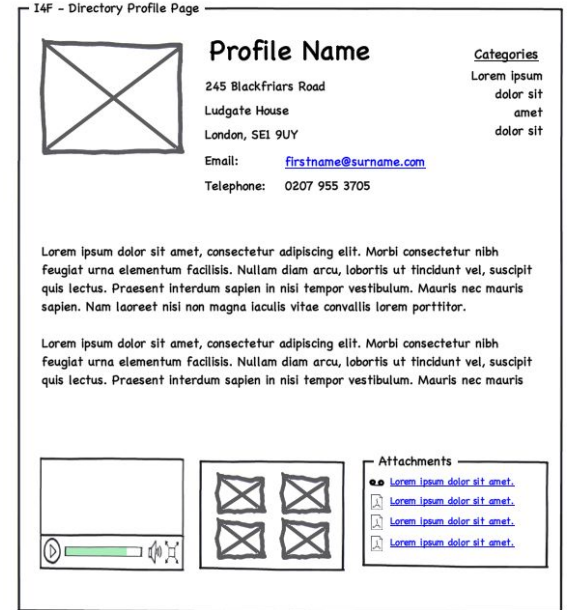 I4F - Directory Profile Page
Profile Name
245 Blackfriars Road
Ludgate House
London, SE1 9UY
Email: firstname@surname.com
Telephone: 0207 955 3705
Categories
Lorem ipsum
dolor sit
amet
dolor sit
Lorem ipsum dolor sit amet, consectetur adipiscing elit. Morbi consectetur nibh
feugiat urna elementum facilisis. Nullam diam arcu, lobortis ut tincidunt vel, suscipit
quis lectus. Praesent interdum sapien in nisi tempor vestibulum. Mauris nec mauris
sapien. Nam laoreet nisi non magna iaculis vitae convallis lorem porttitor.
Lorem ipsum dolor sit amet, consectetur adipiscing elit. Morbi consectetur nibh
feugiat urna elementum facilisis. Nullam diam arcu, lobortis ut tincidunt vel, suscipit
quis lectus. Praesent interdum sapien in nisi tempor vestibulum. Mauris nec mauris
Attachments
Lorem ipsum dolor sit amet.
Lorem ipsum dolor sit amet.
Lorem ipsum dolor sit amet.
Lorem ipsum dolor sit amet.